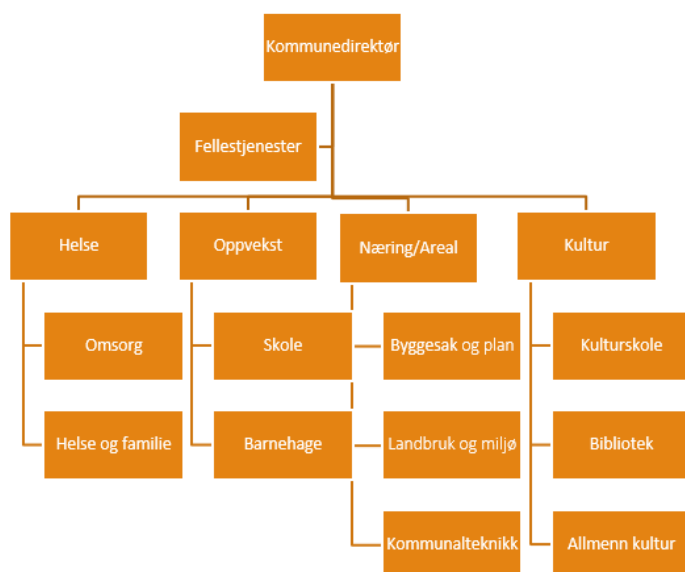 Kommunedirektør
Fellestjenester
Helse
Oppvekst
Næring/Areal
Kultur
Omsorg
Skole
Byggesak og plan
Kulturskole
Helse og familie
Barnehage
Landbruk og miljø
Bibliotek
Kommunalteknikk
Allmenn kultur